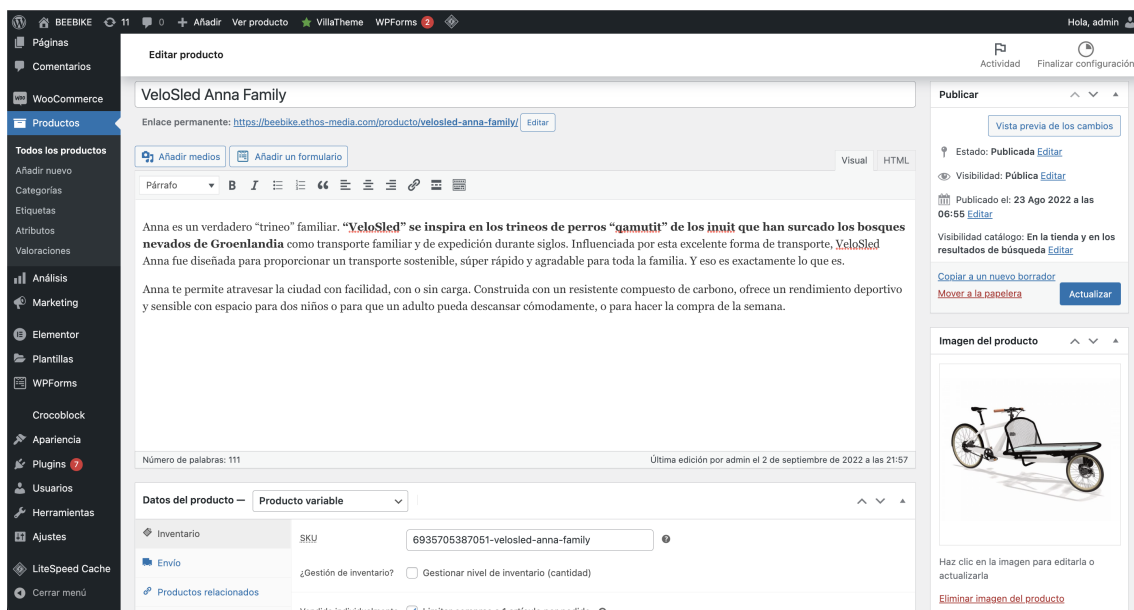 BEEBIKE 11 0 Añadir Ver producto VillaTheme WPForms 2 Hola, admin
Páginas
Comentarios
WooCommerce
Productos
Todos los productos
Añadir nuevo
Categorías
Etiquetas
Atributos
Valoraciones
Análisis
Marketing
Elementor
Plantillas
WPForms
Crocoblock
Apariencia
Plugins 7
Usuarios
Herramientas
Ajustes
LiteSpeed Cache
Cerrar menú
Editar producto
Actividad Finalizar configuración
VeloSled Anna Family
Enlace permanente: https://beebike.ethos-media.com/producto/velosled-anna-family/ Editar
Añadir medios Añadir un formulario
Visual HTML
Párrafo B I
Anna es un verdadero “trineo” familiar. “VeloSled” se inspira en los trineos de perros “qamutit” de los inuit que han surcado los bosques
nevados de Groenlandia como transporte familiar y de expedición durante siglos. Influenciada por esta excelente forma de transporte, VeloSled
Anna fue diseñada para proporcionar un transporte sostenible, súper rápido y agradable para toda la familia. Y eso es exactamente lo que es.
Anna te permite atravesar la ciudad con facilidad, con o sin carga. Construida con un resistente compuesto de carbono, ofrece un rendimiento deportivo
y sensible con espacio para dos niños o para que un adulto pueda descansar cómodamente, o para hacer la compra de la semana.
Número de palabras: 111 Última edición por admin el 2 de septiembre de 2022 a las 21:57
Datos del producto — Producto variable
Inventario
Envío
Productos relacionados
SKU 6935705387051-velosled-anna-family
¿Gestión de inventario? Gestionar nivel de inventario (cantidad)
Publicar
Vista previa de los cambios
Estado: Publicada Editar
Visibilidad: Pública Editar
Publicado el: 23 Ago 2022 a las
06:55 Editar
Visibilidad catálogo: En la tienda y en los
resultados de búsqueda Editar
Copiar a un nuevo borrador
Mover a la papelera Actualizar
Imagen del producto
Haz clic en la imagen para editarla o
actualizarla
Eliminar imagen del producto